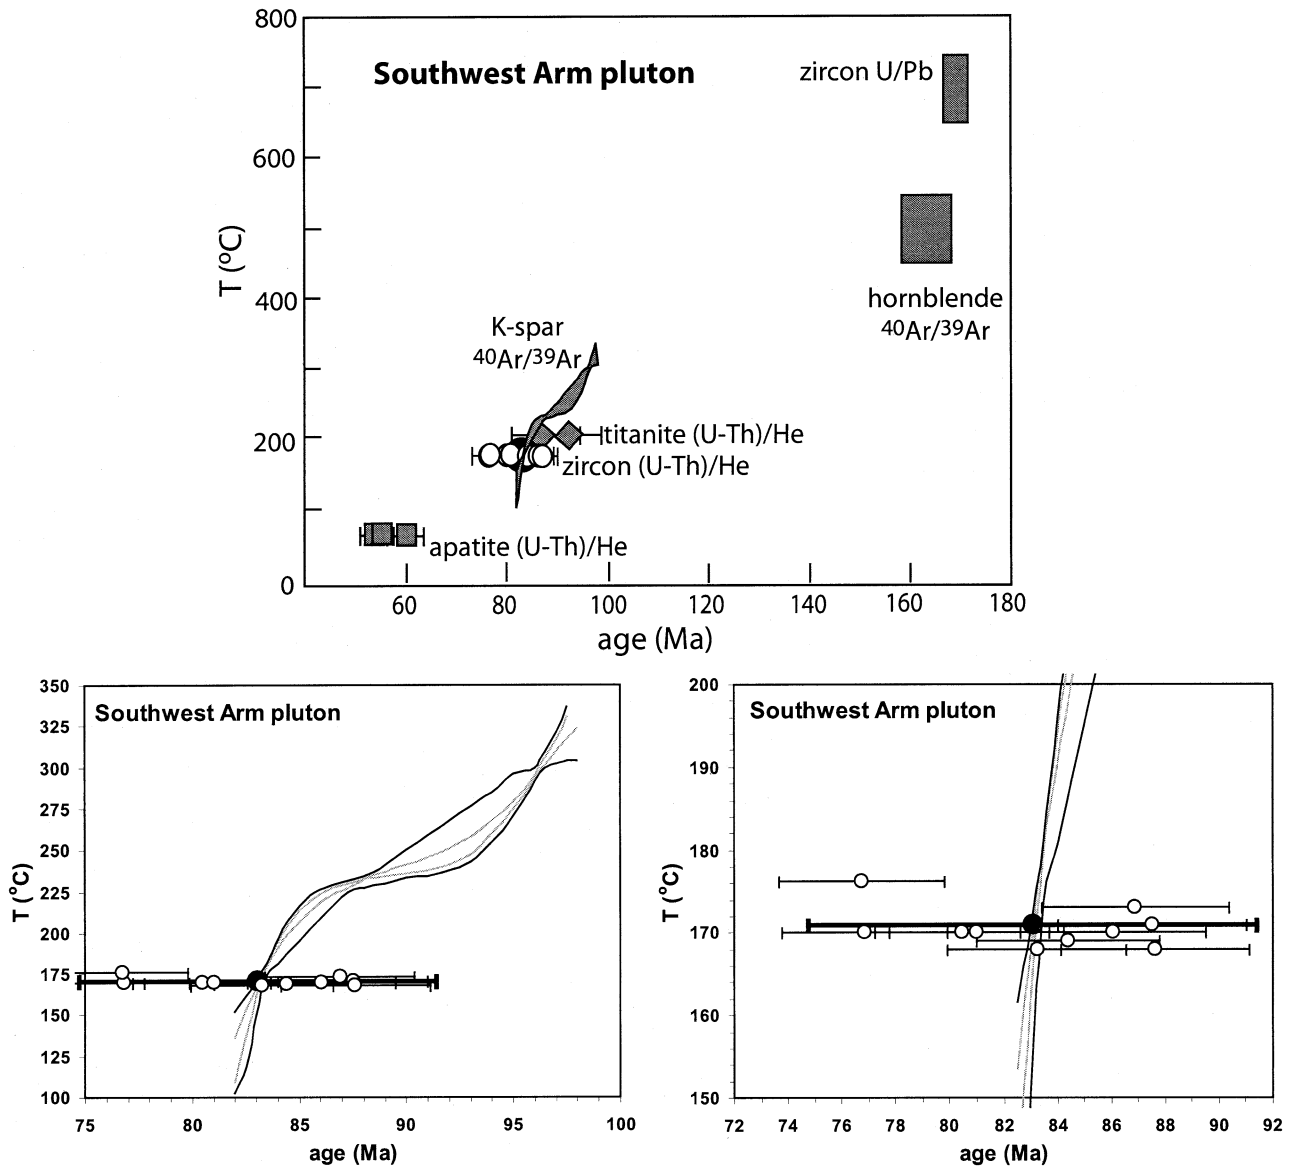 800
Southwest Arm pluton
zircon U/Pb
600
T (ºC)
400
hornblende
40Ar/39Ar
K-spar
40Ar/39Ar
200
titanite (U-Th)/He
zircon (U-Th)/He
apatite (U-Th)/He
0
60 80 100 120 140 160 180
age (Ma)
350
Southwest Arm pluton
325
300
275
250
T (°C)
225
200
175
150
125
100
75 80 85 90 95 100
age (Ma)
200
Southwest Arm pluton
190
180
T (°C)
170
160
150
72 74 76 78 80 82 84 86 88 90 92
age (Ma)